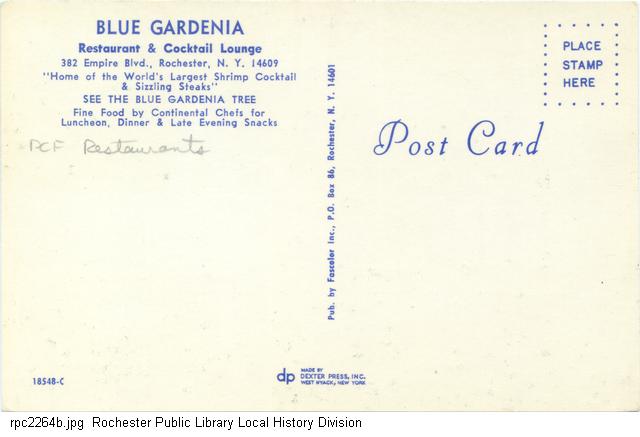 BLUE GARDENIA
Restaurant & Cocktail Lounge
382 Empire Blvd., Rochester, N. Y. 14609
"Home of the World's Largest Shrimp Cocktail
& Sizzling Steaks"
SEE THE BLUE GARDENIA TREE
Fine Food by Continental Chefs for
Luncheon, Dinner & Late Evening Snacks
PCF Restaurants
18548-C
Pub. by Fascolor Inc., P.O. Box 86, Rochester, N. Y. 14601
dp MADE BY
DEXTER PRESS, INC.
WEST NYACK, NEW YORK
PLACE
STAMP
HERE
Post Card
rpc2264b.jpg Rochester Public Library Local History Division